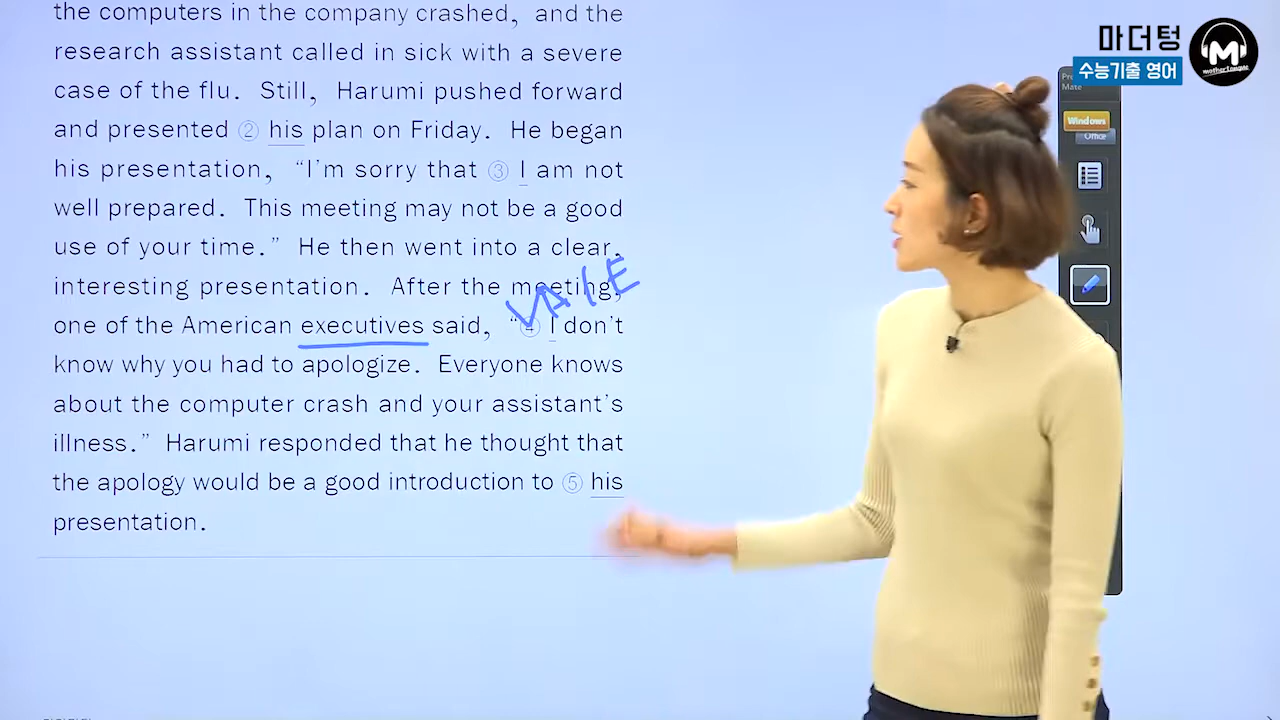 the computers in the company crashed, and the
research assistant called in sick with a severe
case of the flu. Still, Harumi pushed forward
and presented ② his plan on Friday. He began
his presentation, “I’m sorry that ③ I am not
well prepared. This meeting may not be a good
use of your time.” He then went into a clear,
interesting presentation. After the meeting,
one of the American executives said, “④ I don’t
know why you had to apologize. Everyone knows
about the computer crash and your assistant’s
illness.” Harumi responded that he thought that
the apology would be a good introduction to ⑤ his
presentation.
마더텅
수능기출 영어
M
mother tongue
Mate
Windows
Office